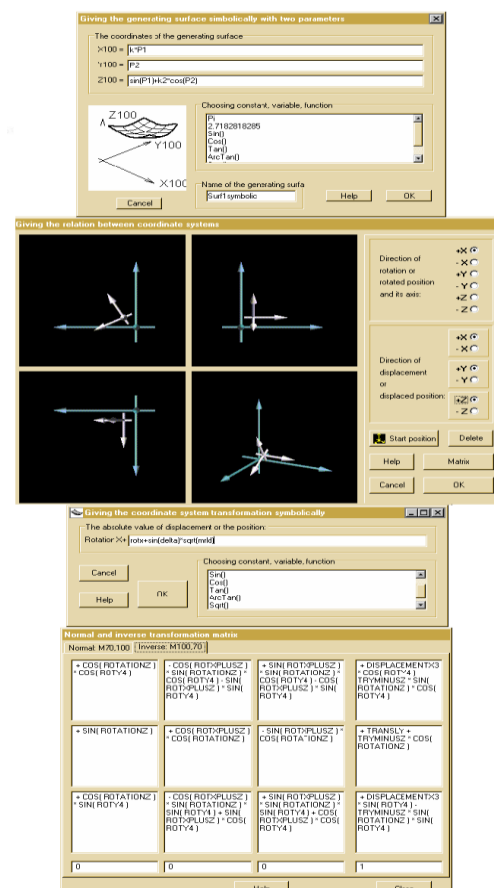 Giving the generating surface simbolically with two parameters
The coordinates of the generating surface
X100 = k*P1
Y100 = P2
Z100 = sin(P1)+k2*cos(P2)
Z100
Y100
X100
Choosing constant, variable, function
Pi
2.7182818285
Sin()
Cos()
Tan()
ArcTan()
Name of the generating surfa
Surf1symbolic
Cancel
Help
OK
Giving the relation between coordinate systems
Direction of
rotation or
rotated position
and its axis:
+X
- X
+Y
- Y
+Z
- Z
Direction of
displacement
or
displaced position:
+X
- X
+Y
- Y
+Z
- Z
Start position
Delete
Help
Matrix
Cancel
OK
Giving the coordinate system transformation symbolically
The absolute value of displacement or the position:
Rotation X+ rotx+sin(delta)*sqrt(mrld)
Choosing constant, variable, function
Sin()
Cos()
Tan()
ArcTan()
Sqrt()
Cancel
Help
OK
Normal and inverse transformation matrix
Normal: M70,100
Inverse: M100,70
+ COS( ROTATIONZ )
* COS( ROTY4 )
- COS( ROTXPLUSZ )
* SIN( ROTATIONZ ) *
COS( ROTY4 ) - SIN(
ROTXPLUSZ ) * SIN(
ROTY4 )
+ SIN( ROTXPLUSZ )
* SIN( ROTATIONZ ) *
COS( ROTY4 ) - COS(
ROTXPLUSZ ) * SIN(
ROTY4 )
+ DISPLACEMENTX3
* COS( ROTY4 )
TRYMINUSZ * SIN(
ROTATIONZ ) * COS(
ROTY4 )
+ SIN( ROTATIONZ )
+ COS( ROTXPLUSZ )
* COS( ROTATIONZ )
- SIN( ROTXPLUSZ ) *
COS( ROTATIONZ )
+ TRANSLY +
TRYMINUSZ * COS(
ROTATIONZ )
+ COS( ROTATIONZ )
* SIN( ROTY4 )
- COS( ROTXPLUSZ )
* SIN( ROTATIONZ ) *
SIN( ROTY4 ) + SIN(
ROTXPLUSZ ) * COS(
ROTY4 )
+ SIN( ROTXPLUSZ )
* SIN( ROTATIONZ ) *
SIN( ROTY4 ) + COS(
ROTXPLUSZ ) * COS(
ROTY4 )
+ DISPLACEMENTX3
* SIN( ROTY4 ) -
TRYMINUSZ * SIN(
ROTATIONZ ) * SIN(
ROTY4 )
0
0
0
1
Help
Close